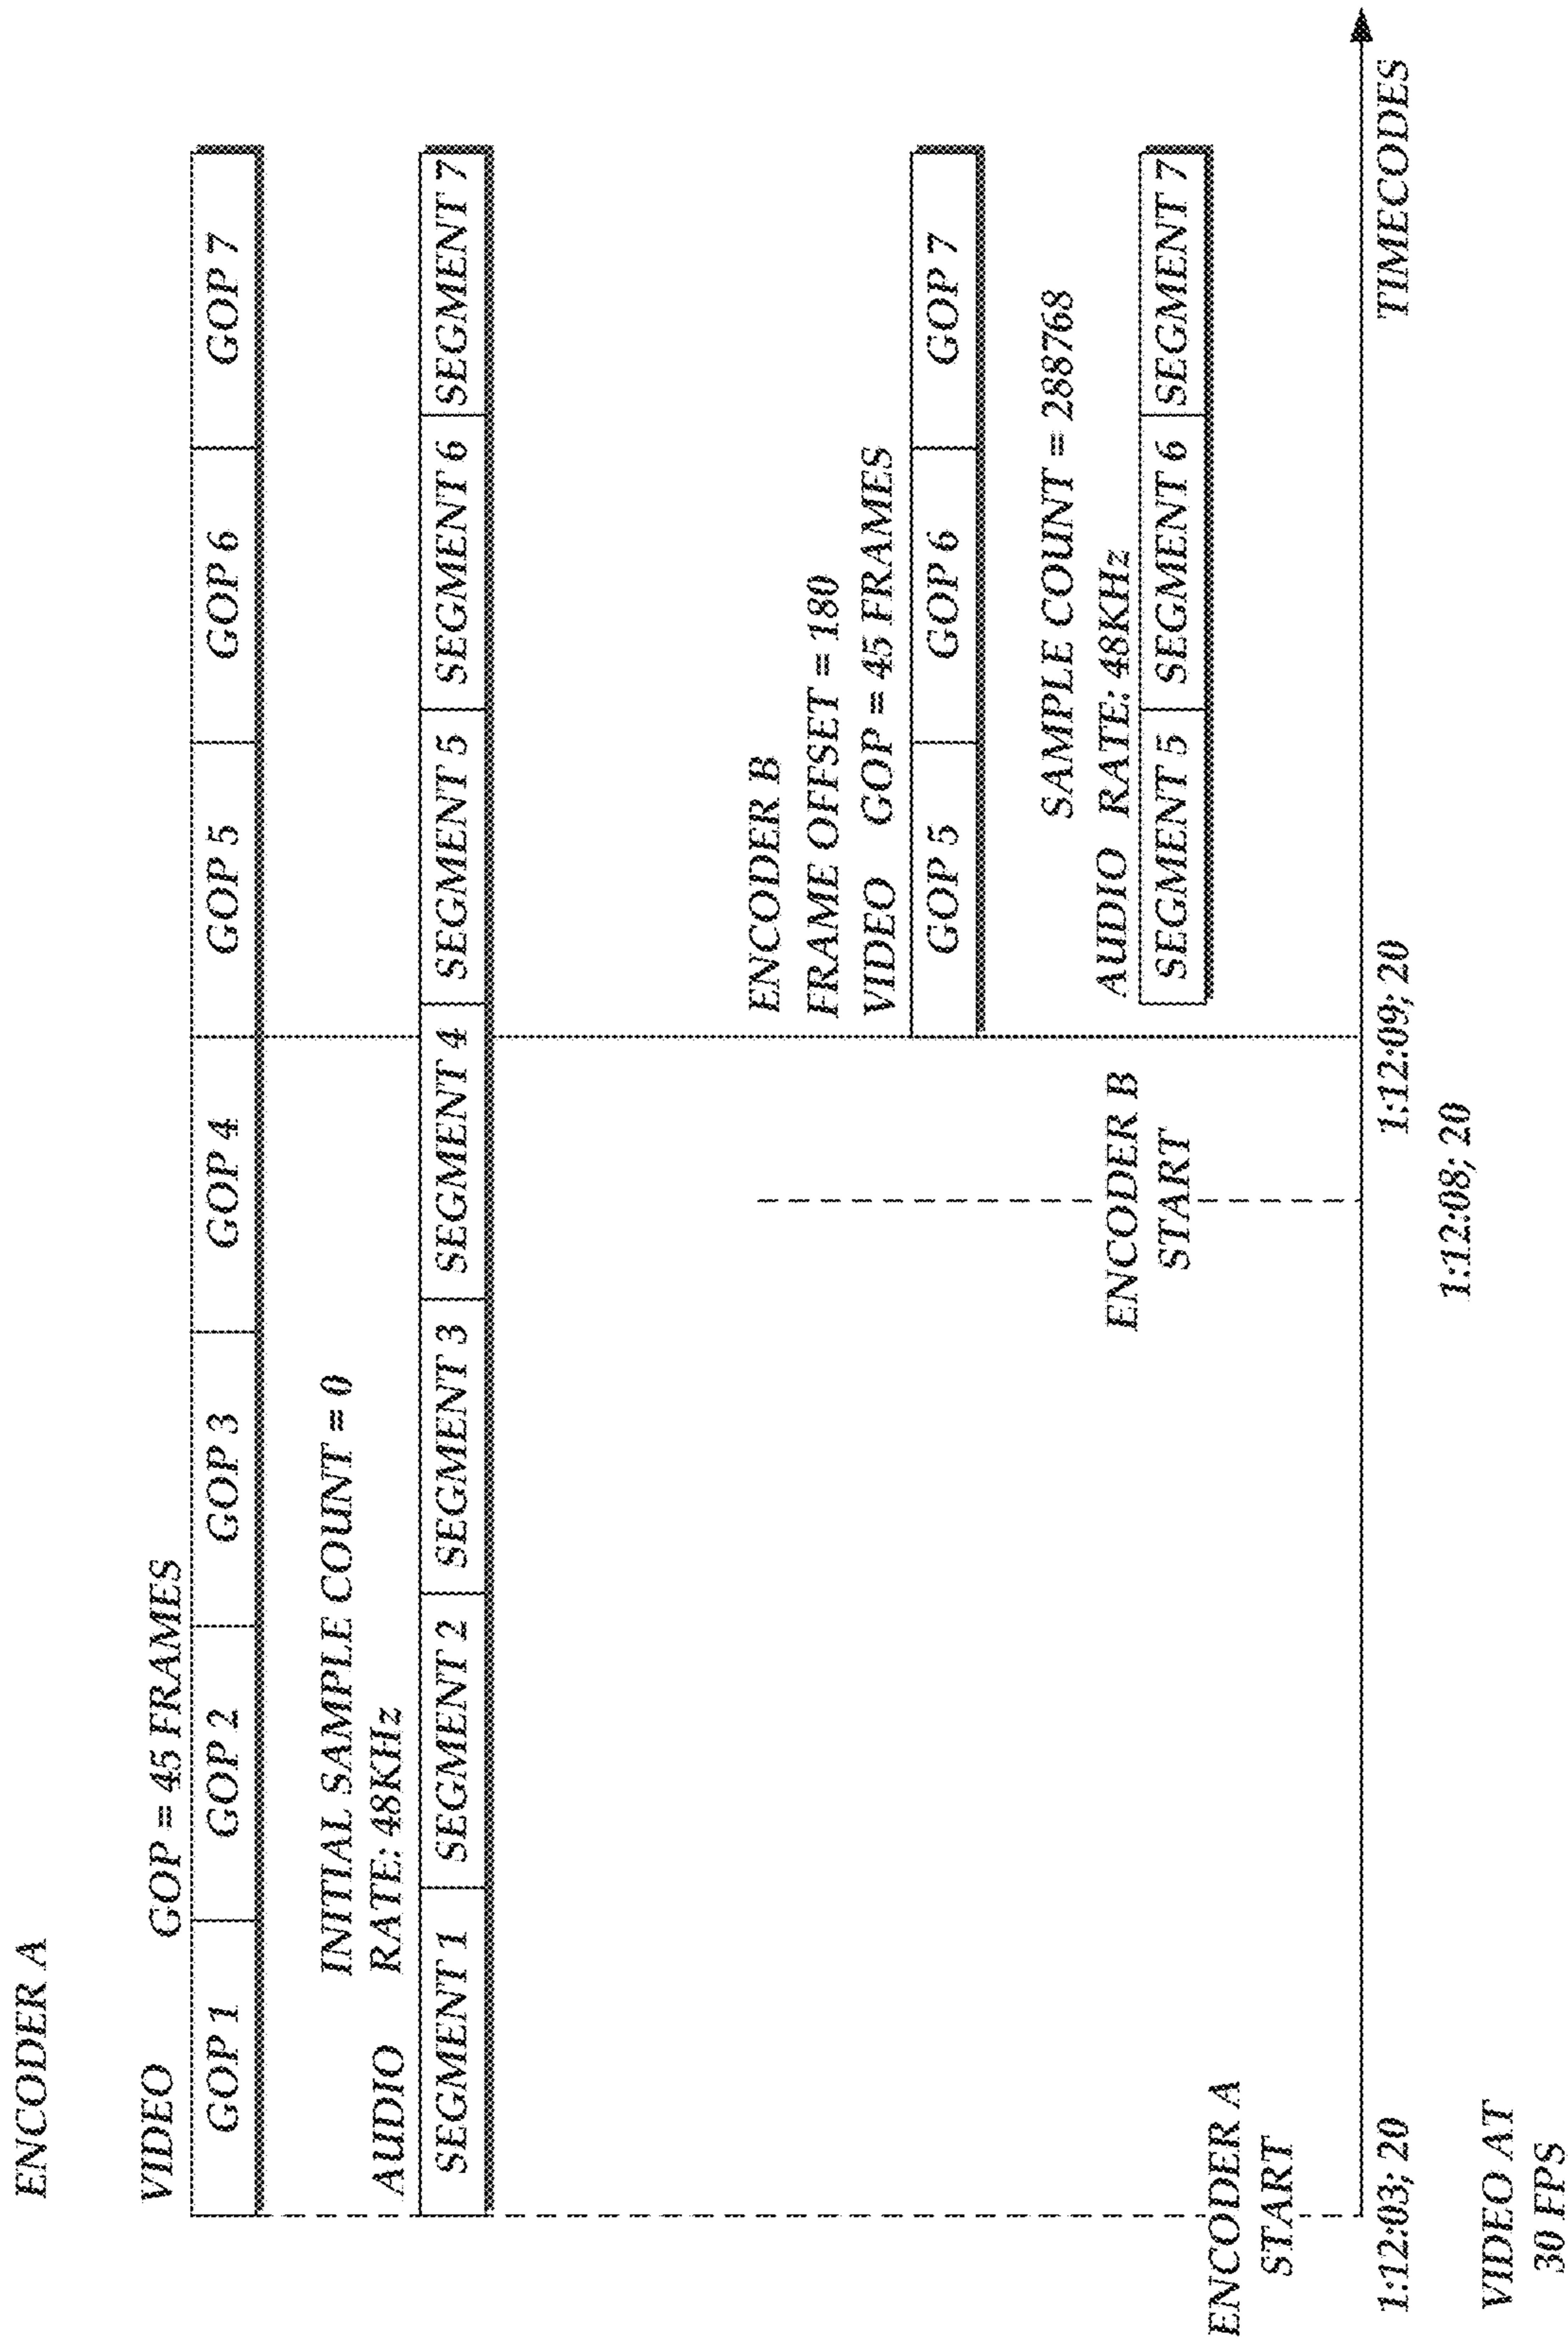 ENCODER A
VIDEO
GOP = 45 FRAMES
GOP 1
GOP 2
GOP 3
GOP 4
GOP 5
GOP 6
GOP 7
INITIAL SAMPLE COUNT = 0
AUDIO
RATE: 48KHz
SEGMENT 1
SEGMENT 2
SEGMENT 3
SEGMENT 4
SEGMENT 5
SEGMENT 6
SEGMENT 7
ENCODER B
FRAME OFFSET = 180
VIDEO
GOP = 45 FRAMES
GOP 5
GOP 6
GOP 7
SAMPLE COUNT = 288768
AUDIO
RATE: 48KHz
SEGMENT 5
SEGMENT 6
SEGMENT 7
ENCODER A
START
ENCODER B
START
1:12:03; 20
1:12:09; 20
TIMECODES
1:12:08; 20
VIDEO AT
30 FPS